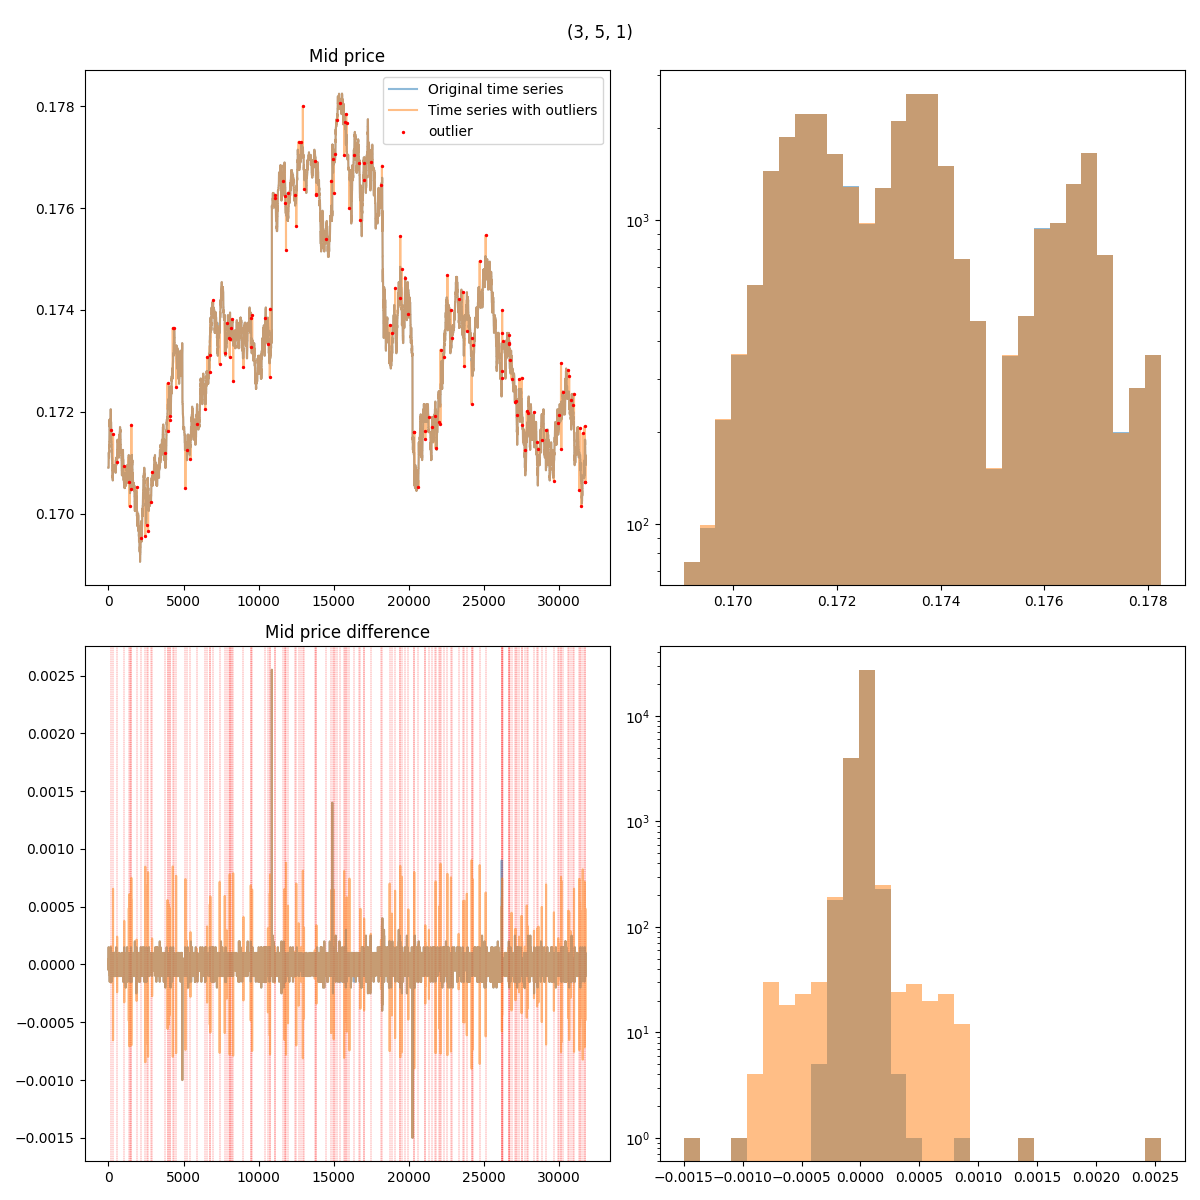 (3, 5, 1)
Mid price
Original time series
Time series with outliers
outlier
0.178
0.176
0.174
0.172
0.170
0 5000 10000 15000 20000 25000 30000
10³
10²
0.170 0.172 0.174 0.176 0.178
Mid price difference
0.0025
0.0020
0.0015
0.0010
0.0005
0.0000
−0.0005
−0.0010
−0.0015
0 5000 10000 15000 20000 25000 30000
10⁴
10³
10²
10¹
10⁰
−0.0015−0.0010−0.0005 0.0000 0.0005 0.0010 0.0015 0.0020 0.0025